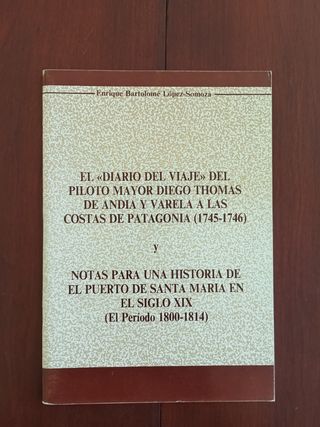 Enrique Bartolomé López-Somoza
EL «DIARIO DEL VIAJE» DEL
PILOTO MAYOR DIEGO THOMAS
DE ANDIA Y VARELA A LAS
COSTAS DE PATAGONIA (1745-1746)
Y
NOTAS PARA UNA HISTORIA DE
EL PUERTO DE SANTA MARIA EN
EL SIGLO XIX
(El Período 1800-1814)